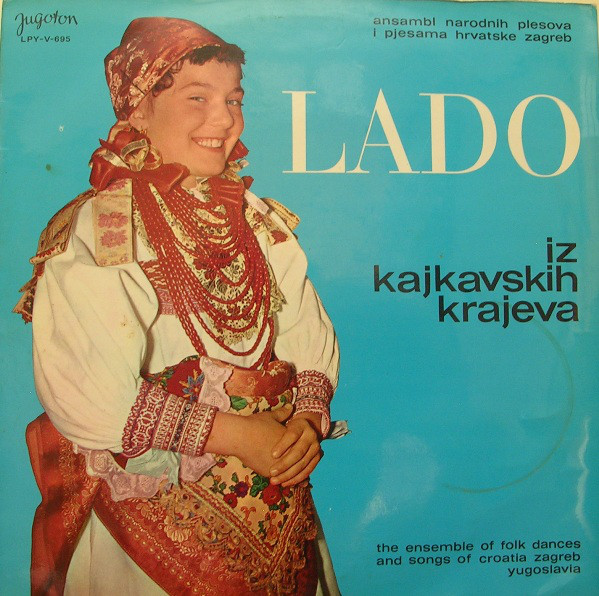 Jugoton
LPY-V-695
ansambl narodnih plesova
i pjesama hrvatske zagreb
LADO
iz
kajkavskih
krajeva
the ensemble of folk dances
and songs of croatia zagreb
yugoslavia